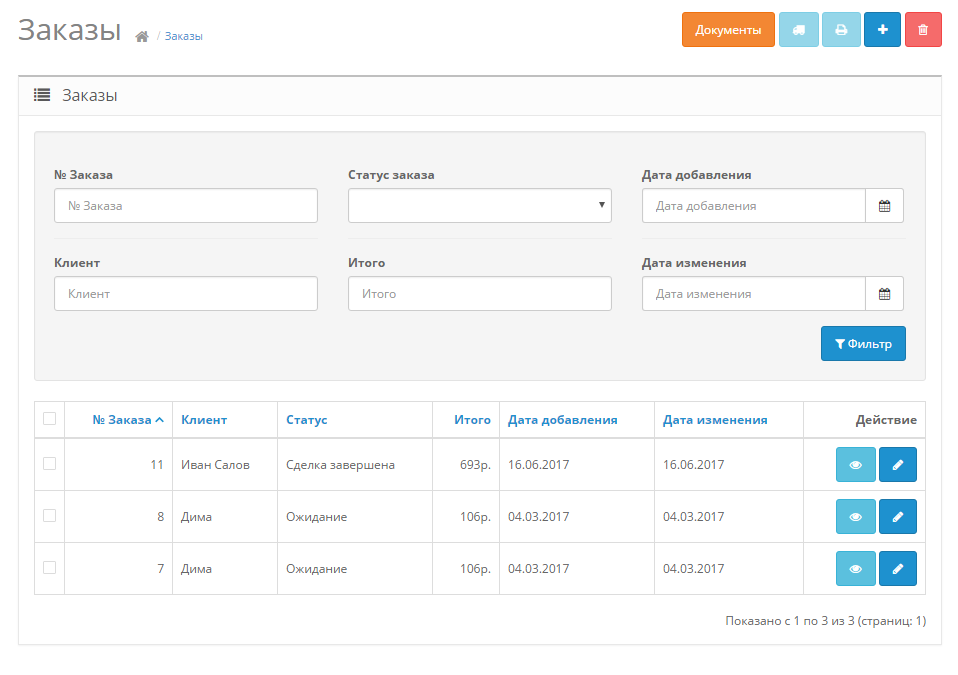 Заказы / Заказы Документы
Заказы
№ Заказа Статус заказа Дата добавления
№ Заказа Дата добавления
Клиент Итого Дата изменения
Клиент Итого Дата изменения
Фильтр
№ Заказа Клиент Статус Итого Дата добавления Дата изменения Действие
11 Иван Салов Сделка завершена 693р. 16.06.2017 16.06.2017
8 Дима Ожидание 106р. 04.03.2017 04.03.2017
7 Дима Ожидание 106р. 04.03.2017 04.03.2017
Показано с 1 по 3 из 3 (страниц: 1)